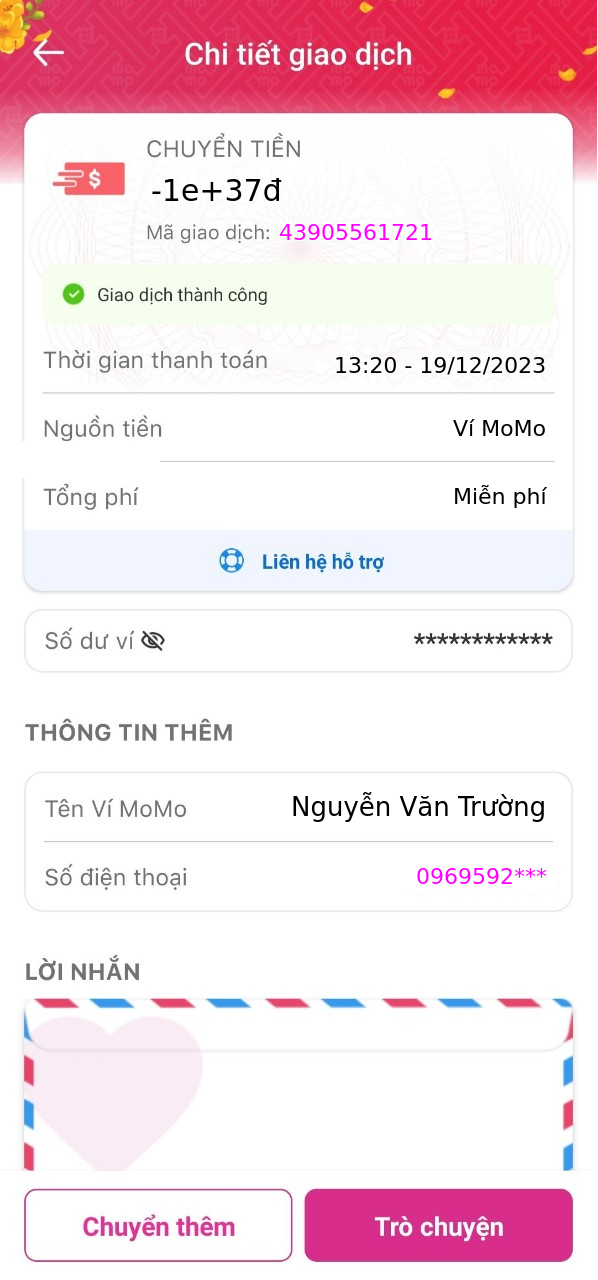 Chi tiết giao dịch
CHUYỂN TIỀN
$
-1e+37đ
Mã giao dịch: 43905561721
Giao dịch thành công
Thời gian thanh toán 13:20 - 19/12/2023
Nguồn tiền Ví MoMo
Tổng phí Miễn phí
Liên hệ hỗ trợ
Số dư ví ************
THÔNG TIN THÊM
Tên Ví MoMo Nguyễn Văn Trường
Số điện thoại 0969592***
LỜI NHẮN
Chuyển thêm Trò chuyện